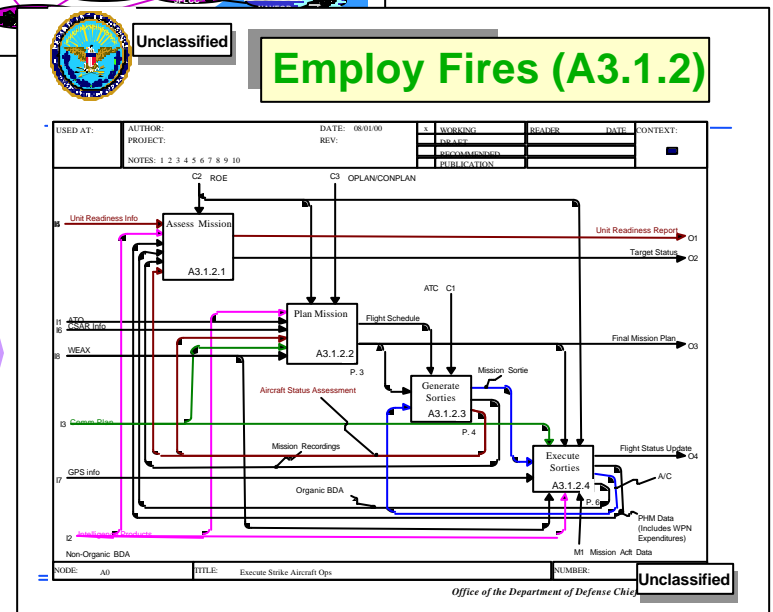 Unclassified
Employ Fires (A3.1.2)
USED AT:
AUTHOR:
DATE: 08/01/00
PROJECT:
REV:
NOTES: 1 2 3 4 5 6 7 8 9 10
x WORKING
DRAFT
RECOMMENDED
PUBLICATION
READER
DATE
CONTEXT:
C2 ROE
C3 OPLAN/CONPLAN
Unit Readiness Info
Assess Mission
A3.1.2.1
Unit Readiness Report
O1
Target Status
O2
ATC C1
I1 ATO
I6 CSAR Info
Plan Mission
A3.1.2.2
P. 3
Flight Schedule
Final Mission Plan
O3
I8 WEAX
Mission Sortie
Generate
Sorties
A3.1.2.3
P. 4
Aircraft Status Assessment
I3 Comm Plan
Mission Recordings
Flight Status Update
O4
Execute
Sorties
A3.1.2.4
P. 6
A/C
I7 GPS info
Organic BDA
PHM Data
(Includes WPN
Expenditures)
I2 Intelligence Products
Non-Organic BDA
M1 Mission Acft Data
NODE: A0
TITLE: Execute Strike Aircraft Ops
NUMBER:
Unclassified
Office of the Department of Defense Chief